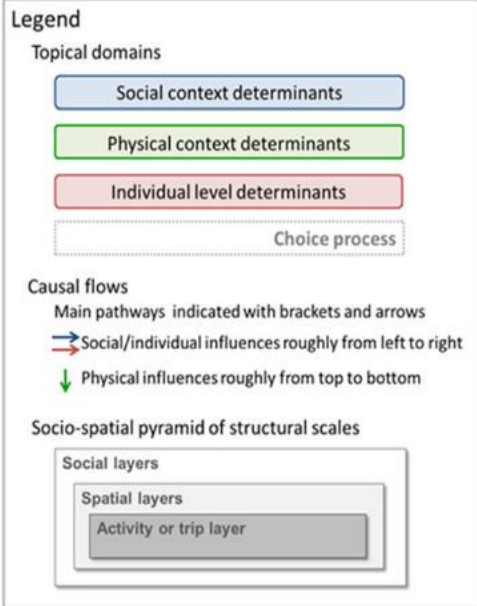 Legend
Topical domains
Social context determinants
Physical context determinants
Individual level determinants
Choice process
Causal flows
Main pathways indicated with brackets and arrows
Social/individual influences roughly from left to right
Physical influences roughly from top to bottom
Socio-spatial pyramid of structural scales
Social layers
Spatial layers
Activity or trip layer